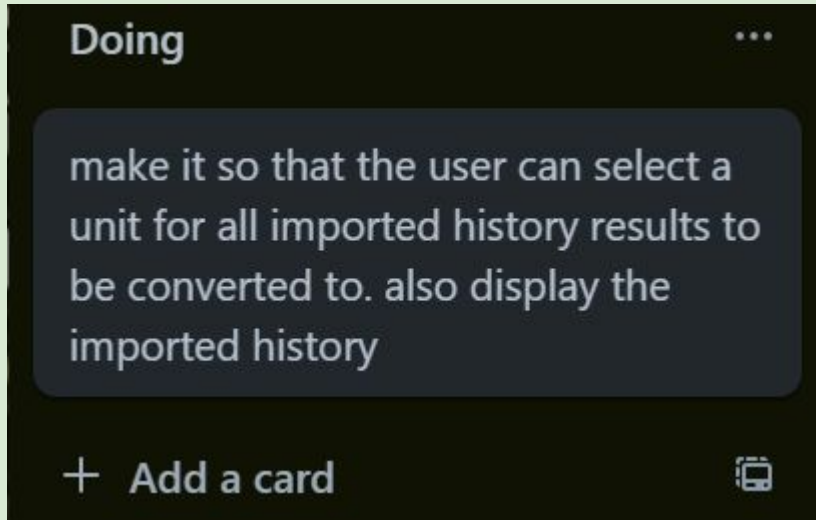 Doing
make it so that the user can select a
unit for all imported history results to
be converted to. also display the
imported history
+ Add a card